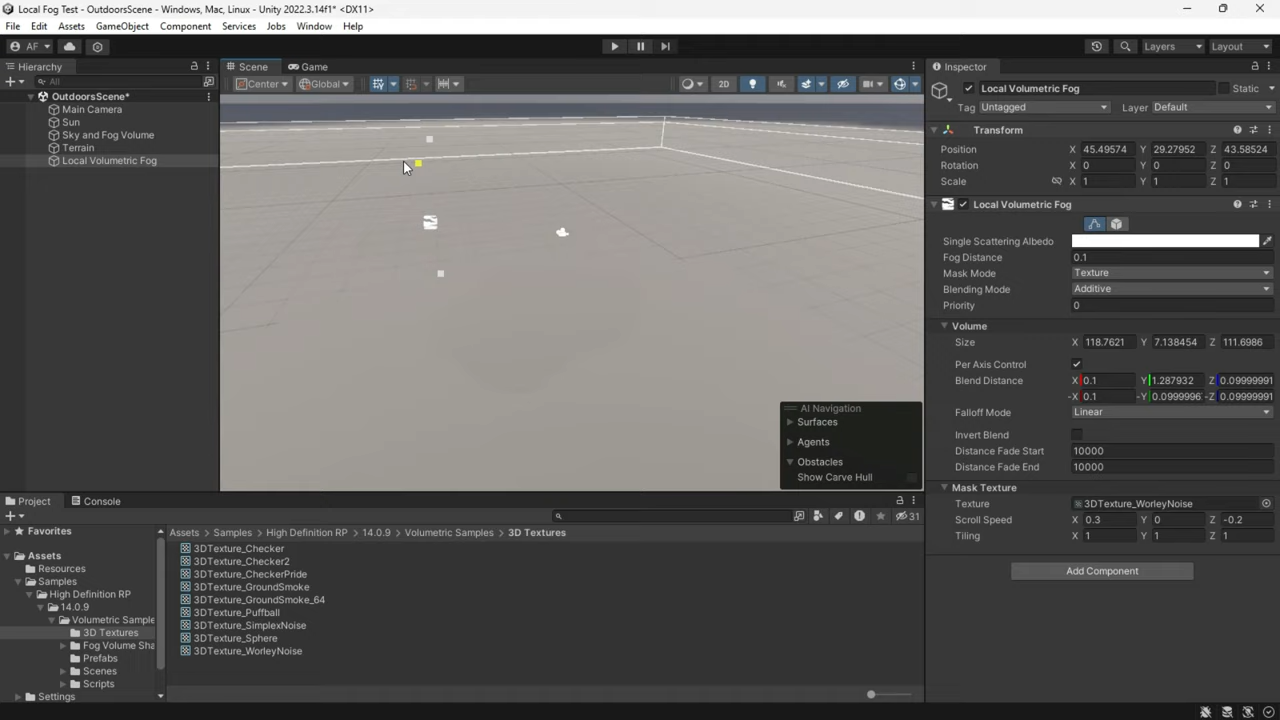 Local Fog Test - OutdoorsScene - Windows, Mac, Linux - Unity 2022.3.14f1* <DX11>
File Edit Assets GameObject Component Services Jobs Window Help
AF Layers Layout
Hierarchy
All
OutdoorsScene*
Main Camera
Sun
Sky and Fog Volume
Terrain
Local Volumetric Fog
Scene Game
Center Global 2D
AI Navigation
Surfaces
Agents
Obstacles
Show Carve Hull
Inspector
Local Volumetric Fog Static
Tag Untagged Layer Default
Transform
Position X 45.49574 Y 29.27952 Z 43.58524
Rotation X 0 Y 0 Z 0
Scale X 1 Y 1 Z 1
Local Volumetric Fog
Single Scattering Albedo
Fog Distance 0.1
Mask Mode Texture
Blending Mode Additive
Priority 0
Volume
Size X 118.7621 Y 7.138454 Z 111.6986
Per Axis Control
Blend Distance X 0.1 Y 1.287932 Z 0.09999991
-X 0.1 -Y 0.0999996 -Z 0.09999991
Falloff Mode Linear
Invert Blend
Distance Fade Start 10000
Distance Fade End 10000
Mask Texture
Texture 3DTexture_WorleyNoise
Scroll Speed X 0.3 Y 0 Z -0.2
Tiling X 1 Y 1 Z 1
Add Component
Project Console
31
Favorites
Assets
Resources
Samples
High Definition RP
14.0.9
Volumetric Sample
3D Textures
Fog Volume Sha
Prefabs
Scenes
Scripts
Settings
Assets Samples High Definition RP 14.0.9 Volumetric Samples 3D Textures
3DTexture_Checker
3DTexture_Checker2
3DTexture_CheckerPride
3DTexture_GroundSmoke
3DTexture_GroundSmoke_64
3DTexture_Puffball
3DTexture_SimplexNoise
3DTexture_Sphere
3DTexture_WorleyNoise